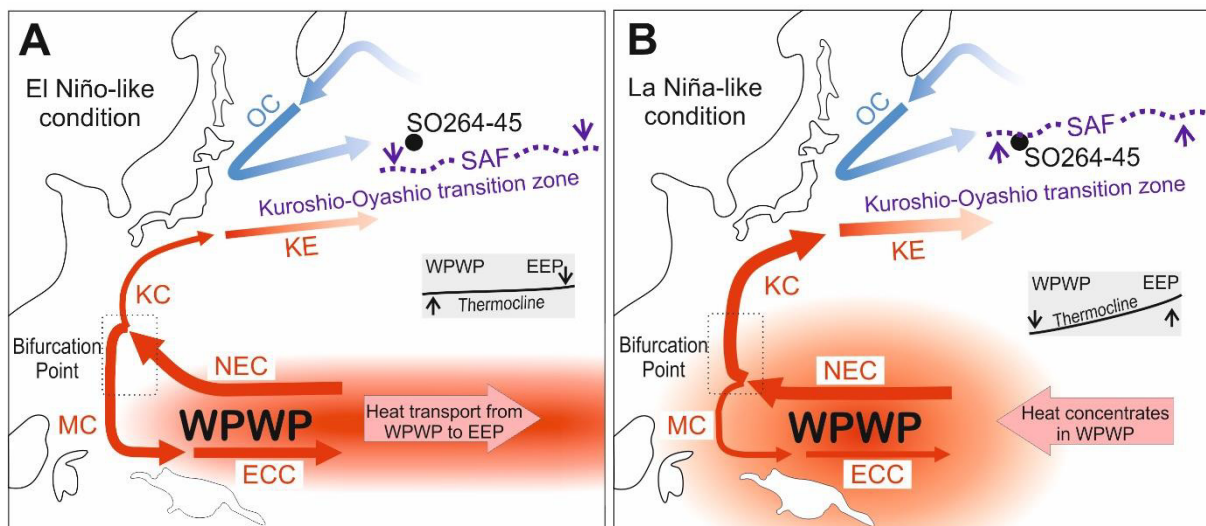 A
El Niño-like
condition
OC
SO264-45
SAF
Kuroshio-Oyashio transition zone
KE
KC
WPWP EEP
Thermocline
Bifurcation
Point
NEC
MC
WPWP
Heat transport from
WPWP to EEP
ECC
B
La Niña-like
condition
OC
SAF
SO264-45
Kuroshio-Oyashio transition zone
KE
KC
WPWP EEP
Thermocline
Bifurcation
Point
NEC
MC
WPWP
Heat concentrates
in WPWP
ECC